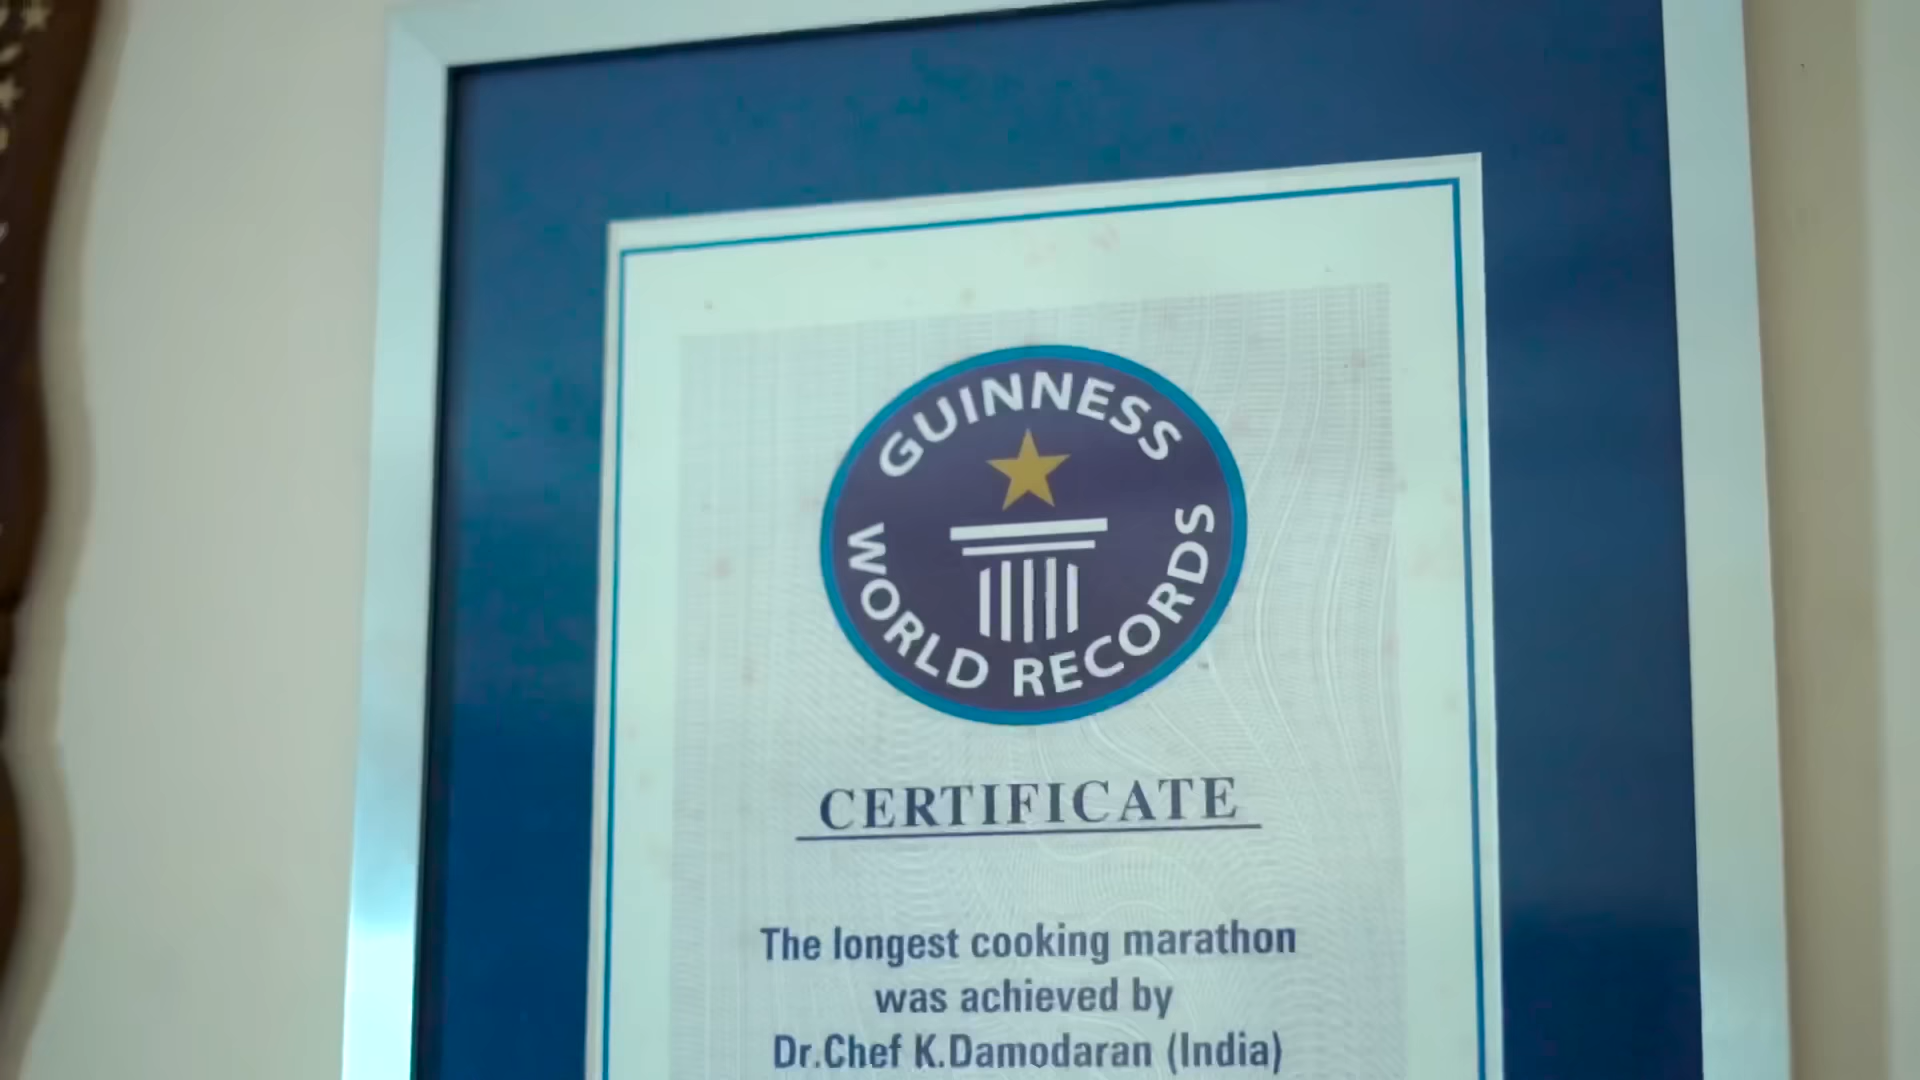 GUINNESS
WORLD RECORDS
CERTIFICATE
The longest cooking marathon
was achieved by
Dr.Chef K.Damodaran (India)